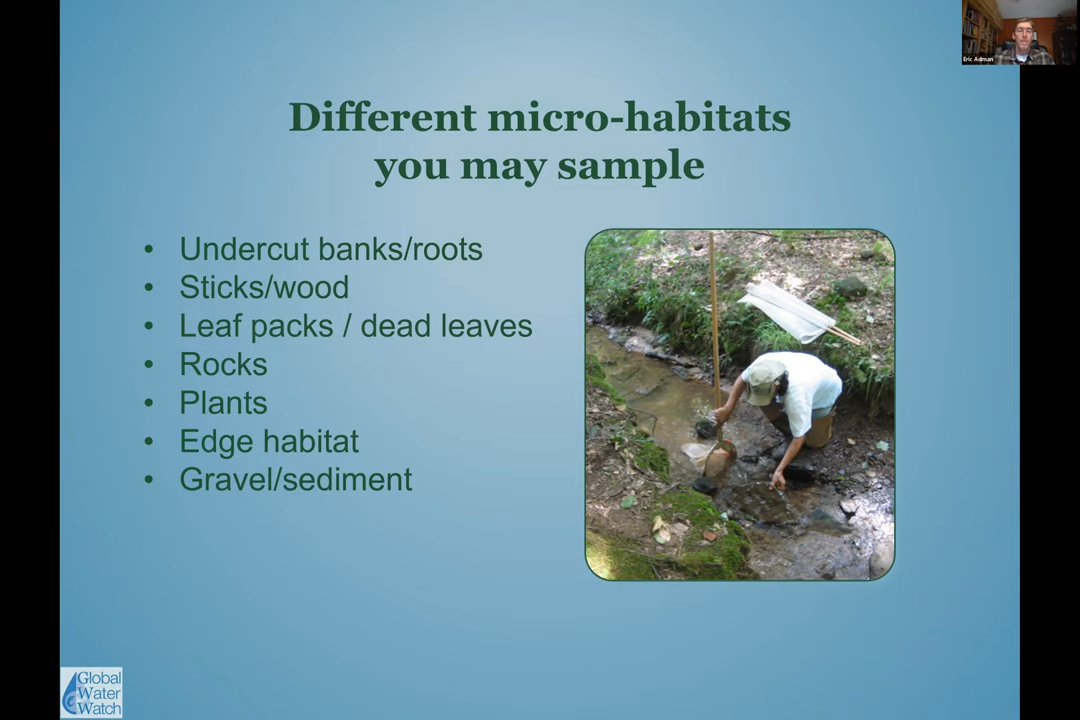 Eric Adman
Different micro-habitats
you may sample
• Undercut banks/roots
• Sticks/wood
• Leaf packs / dead leaves
• Rocks
• Plants
• Edge habitat
• Gravel/sediment
Global
Water
Watch